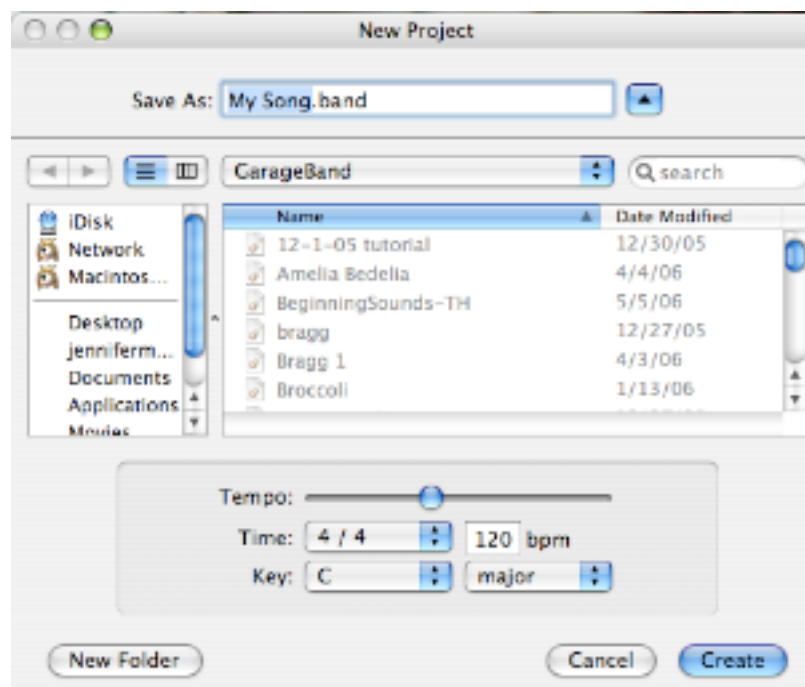 New Project
Save As: My Song.band
GarageBand search
iDisk
Network
Macintos...
Desktop
jenniferm...
Documents
Applications
Movies
Name Date Modified
12-1-05 tutorial 12/30/05
Amelia Bedelia 4/4/06
BeginningSounds-TH 5/5/06
bragg 12/27/05
Bragg 1 4/3/06
Broccoli 1/13/06
Tempo:
Time: 4 / 4 120 bpm
Key: C major
New Folder Cancel Create